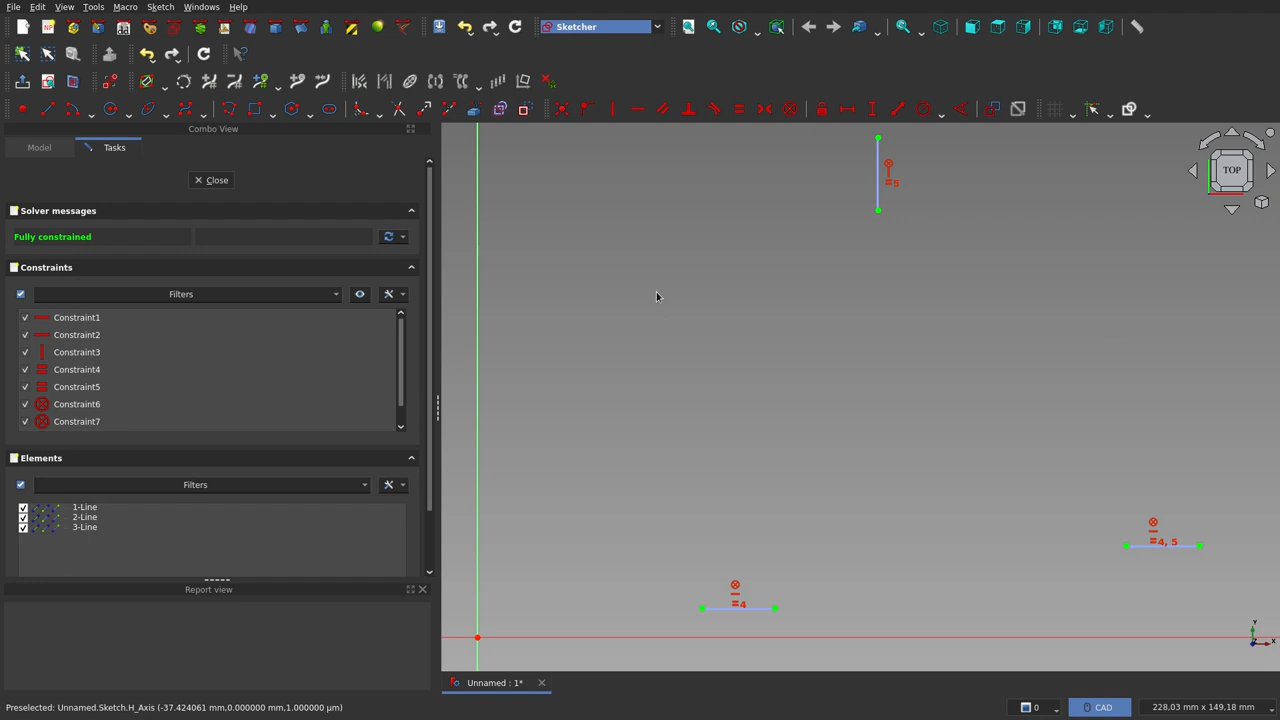 File Edit View Tools Macro Sketch Windows Help
Sketcher
Combo View
Model Tasks
Close
Solver messages
Fully constrained
Constraints
Filters
Constraint1
Constraint2
Constraint3
Constraint4
Constraint5
Constraint6
Constraint7
Elements
Filters
1-Line
2-Line
3-Line
Report view
TOP
5
4, 5
4
Y
X
Unnamed : 1*
Preselected: Unnamed.Sketch.H_Axis (-37.424061 mm,0.000000 mm,1.000000 µm)
0
CAD
228,03 mm x 149,18 mm